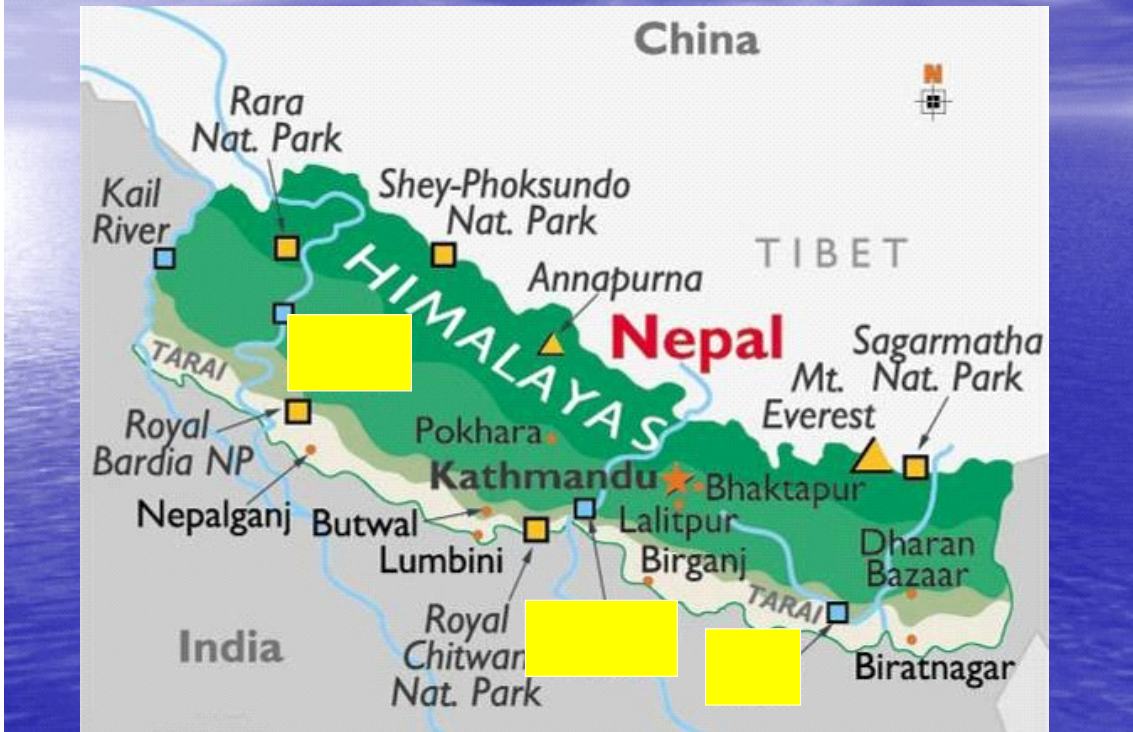 China
N
Rara
Nat. Park
Kail
River
Shey-Phoksundo
Nat. Park
TIBET
HIMALAYAS
Annapurna
Nepal
Sagarmatha
Nat. Park
Mt.
Everest
TARAI
Royal
Bardia NP
Pokhara
Kathmandu
Bhaktapur
Nepalganj
Butwal
Lalitpur
Lumbini
Birganj
Dharan
Bazaar
TARAI
Royal
Chitwan
Nat. Park
India
Biratnagar